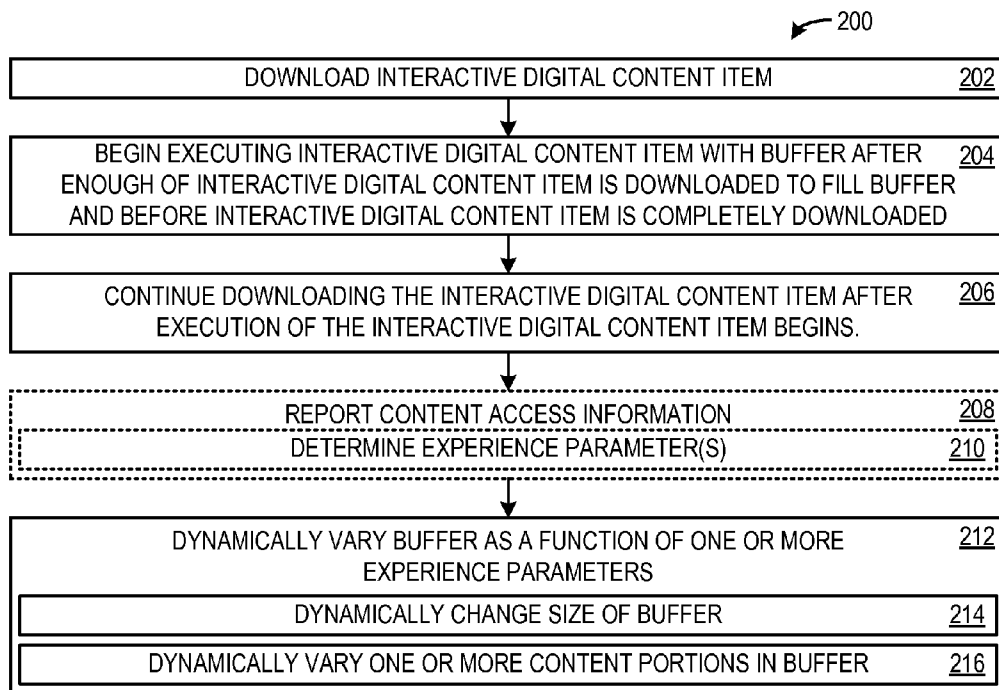 200
DOWNLOAD INTERACTIVE DIGITAL CONTENT ITEM 202
BEGIN EXECUTING INTERACTIVE DIGITAL CONTENT ITEM WITH BUFFER AFTER 204
ENOUGH OF INTERACTIVE DIGITAL CONTENT ITEM IS DOWNLOADED TO FILL BUFFER
AND BEFORE INTERACTIVE DIGITAL CONTENT ITEM IS COMPLETELY DOWNLOADED
CONTINUE DOWNLOADING THE INTERACTIVE DIGITAL CONTENT ITEM AFTER 206
EXECUTION OF THE INTERACTIVE DIGITAL CONTENT ITEM BEGINS.
REPORT CONTENT ACCESS INFORMATION 208
DETERMINE EXPERIENCE PARAMETER(S) 210
DYNAMICALLY VARY BUFFER AS A FUNCTION OF ONE OR MORE 212
EXPERIENCE PARAMETERS
DYNAMICALLY CHANGE SIZE OF BUFFER 214
DYNAMICALLY VARY ONE OR MORE CONTENT PORTIONS IN BUFFER 216